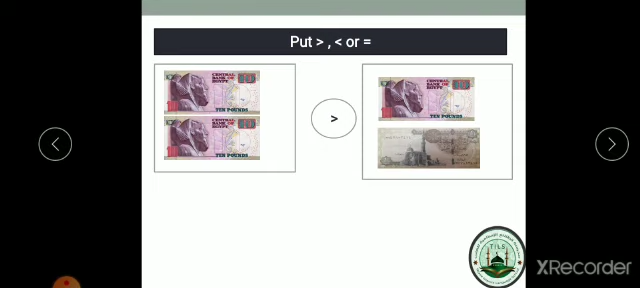 Put > , < or =
CENTRAL
BANK OF
EGYPT
TEN POUNDS
CENTRAL
BANK OF
EGYPT
TEN POUNDS
>
CENTRAL
BANK OF
EGYPT
TEN POUNDS
TILS
XRecorder